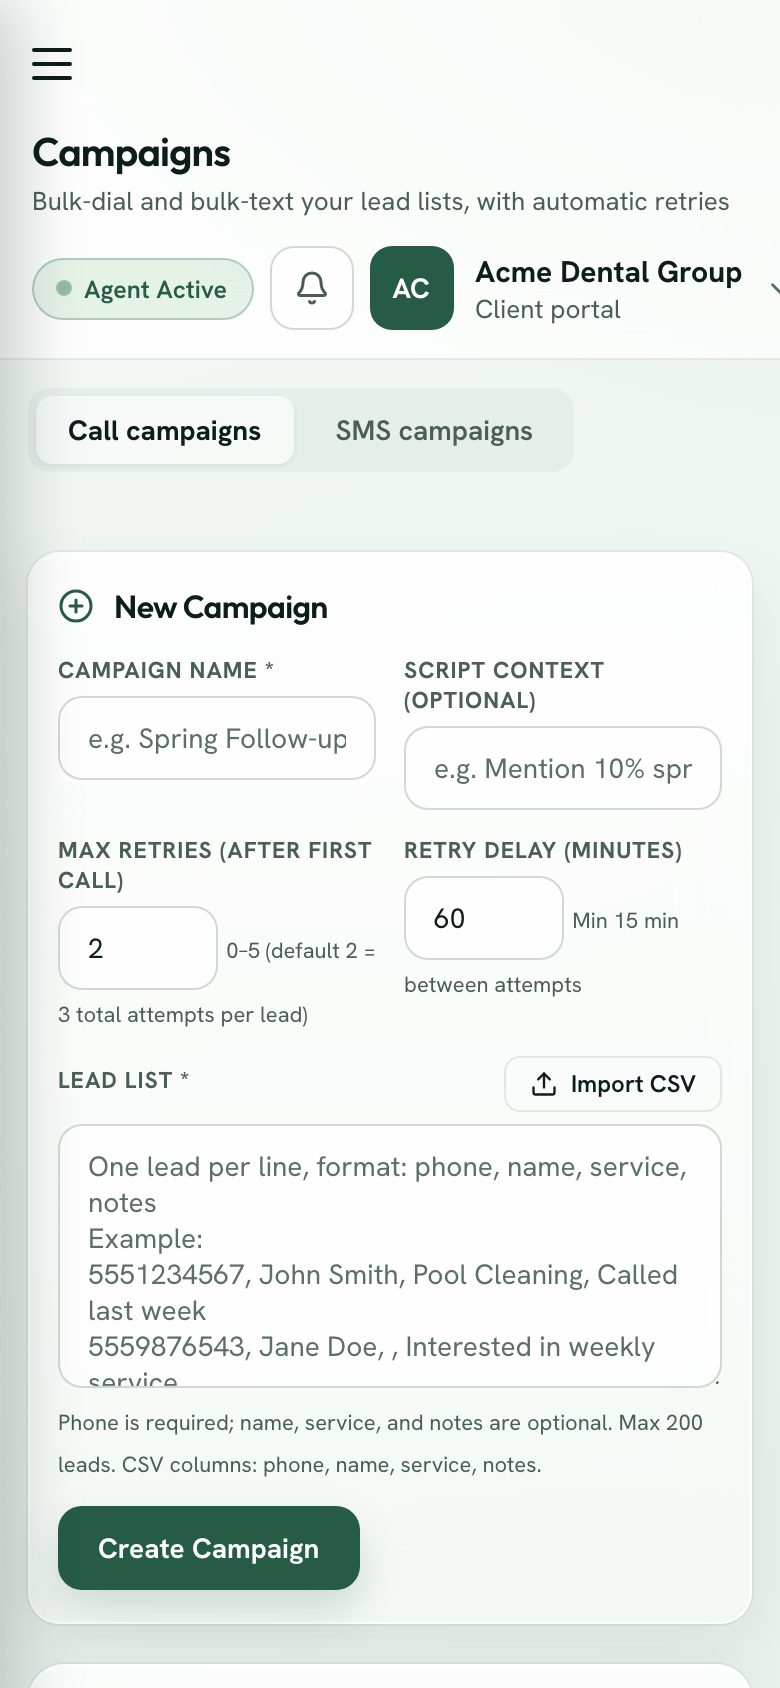 Campaigns
Bulk-dial and bulk-text your lead lists, with automatic retries
Agent Active
AC
Acme Dental Group
Client portal
Call campaigns
SMS campaigns
New Campaign
CAMPAIGN NAME *
e.g. Spring Follow-up
SCRIPT CONTEXT
(OPTIONAL)
e.g. Mention 10% spr
MAX RETRIES (AFTER FIRST
CALL)
2
0–5 (default 2 =
3 total attempts per lead)
RETRY DELAY (MINUTES)
60
Min 15 min
between attempts
LEAD LIST *
Import CSV
One lead per line, format: phone, name, service,
notes
Example:
5551234567, John Smith, Pool Cleaning, Called
last week
5559876543, Jane Doe, , Interested in weekly
service
Phone is required; name, service, and notes are optional. Max 200
leads. CSV columns: phone, name, service, notes.
Create Campaign